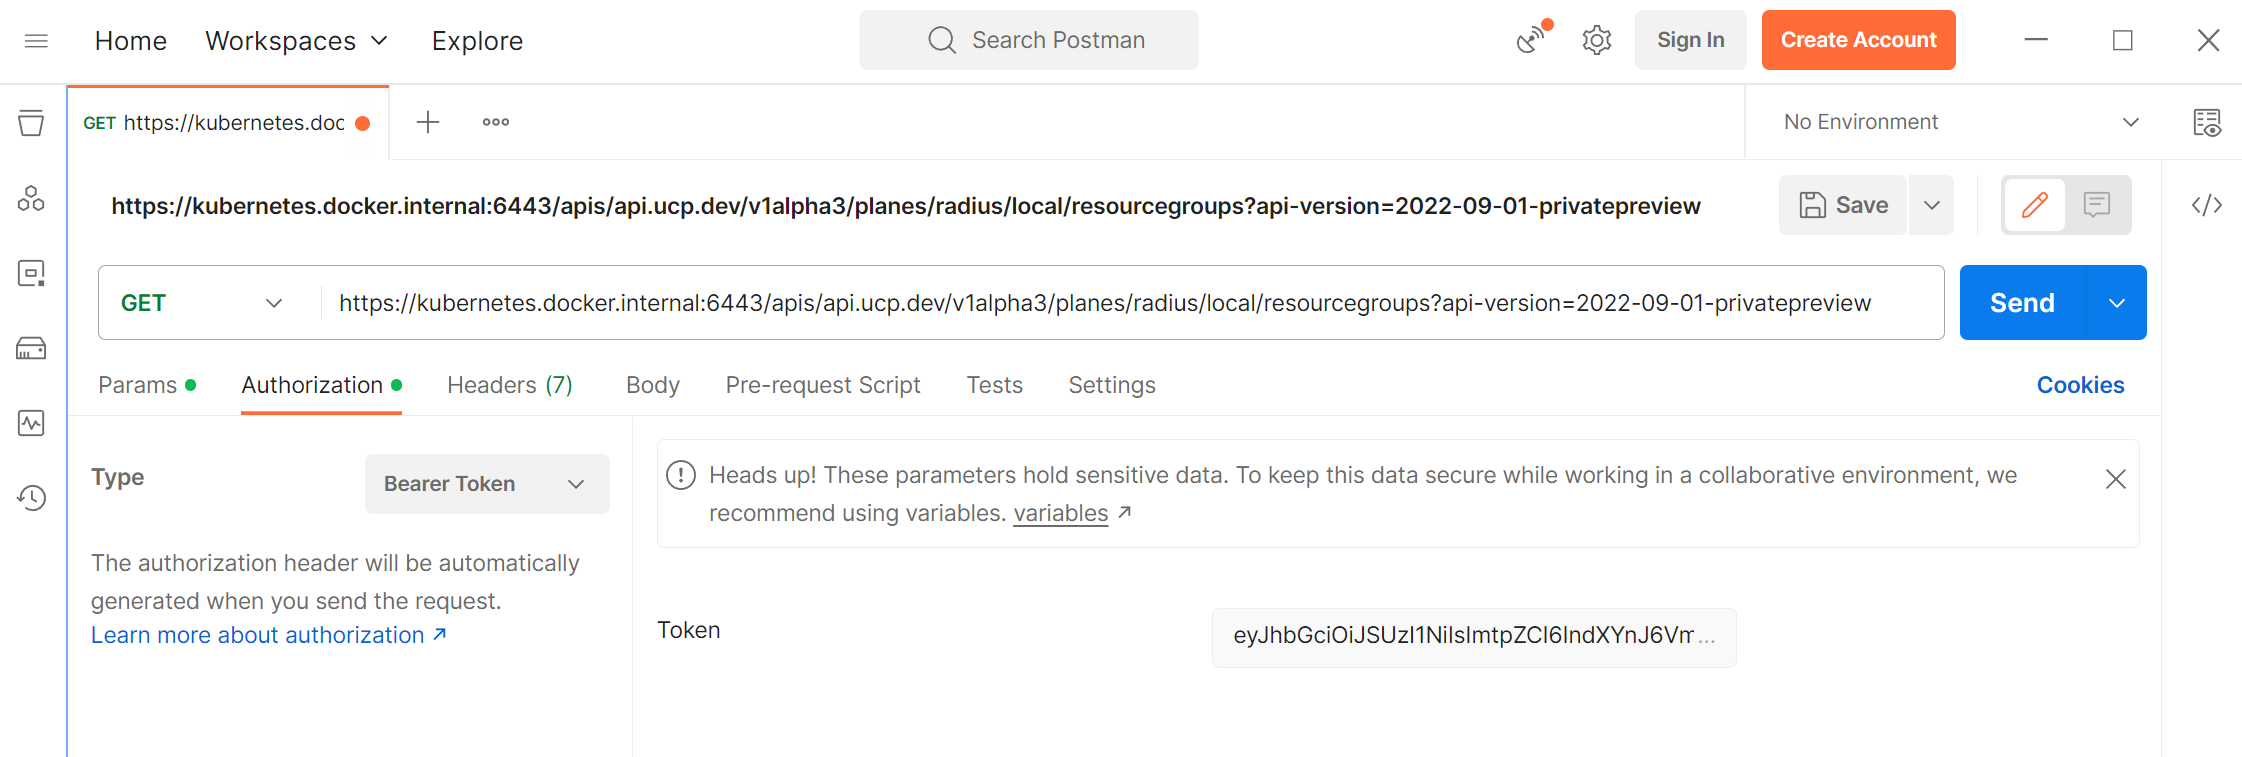 Home Workspaces Explore Search Postman Sign In Create Account
GET https://kubernetes.doc No Environment
https://kubernetes.docker.internal:6443/apis/api.ucp.dev/v1alpha3/planes/radius/local/resourcegroups?api-version=2022-09-01-privatepreview Save
GET https://kubernetes.docker.internal:6443/apis/api.ucp.dev/v1alpha3/planes/radius/local/resourcegroups?api-version=2022-09-01-privatepreview Send
Params Authorization Headers (7) Body Pre-request Script Tests Settings Cookies
Type Bearer Token
The authorization header will be automatically
generated when you send the request.
Learn more about authorization ↗
Heads up! These parameters hold sensitive data. To keep this data secure while working in a collaborative environment, we
recommend using variables. variables ↗
Token eyJhbGciOiJSUzI1NiIsImtpZCI6IndXYnJ6Vm...